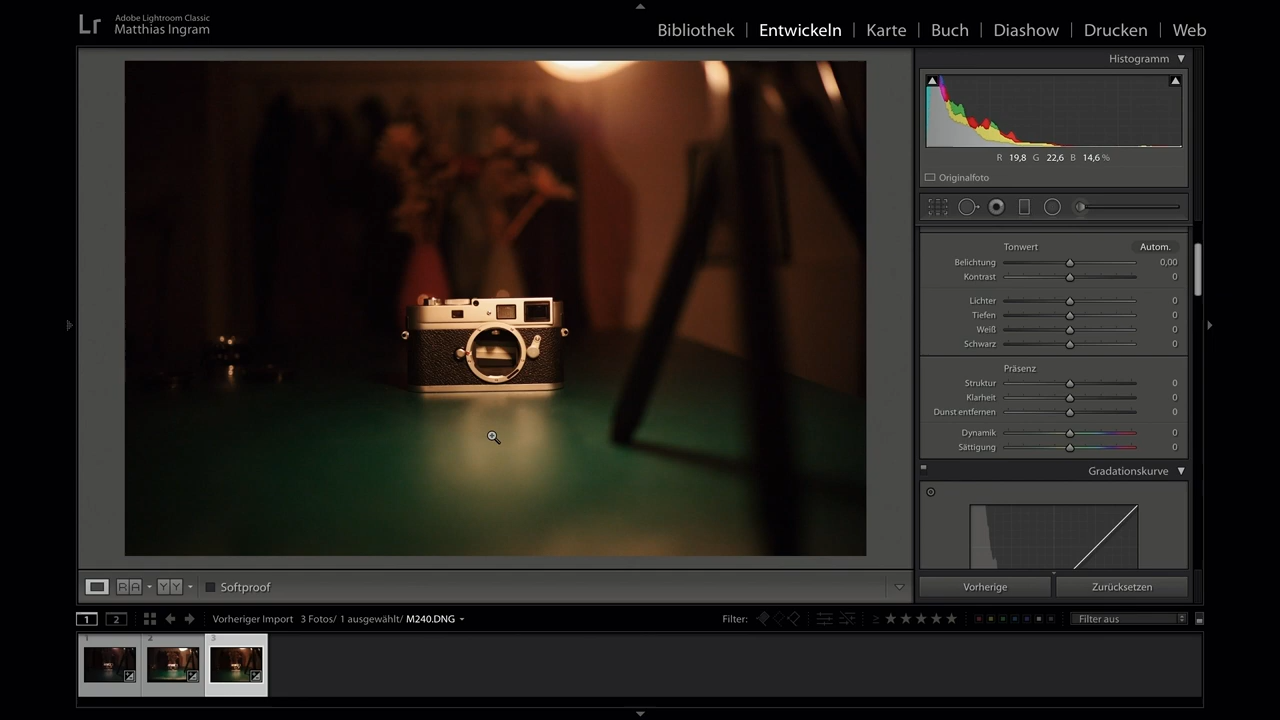 Lr Adobe Lightroom Classic
Matthias Ingram
Bibliothek | Entwickeln | Karte | Buch | Diashow | Drucken | Web
Histogramm
R 19,8 G 22,6 B 14,6 %
Originalfoto
Tonwert Autom.
Belichtung 0,00
Kontrast 0
Lichter 0
Tiefen 0
Weiß 0
Schwarz 0
Präsenz
Struktur 0
Klarheit 0
Dunst entfernen 0
Dynamik 0
Sättigung 0
Gradationskurve
Vorherige Zurücksetzen
R A Y Y Softproof
1 2 Vorheriger Import 3 Fotos/ 1 ausgewählt/ M240.DNG Filter: ≥ ★★★★★ Filter aus
1 2 3